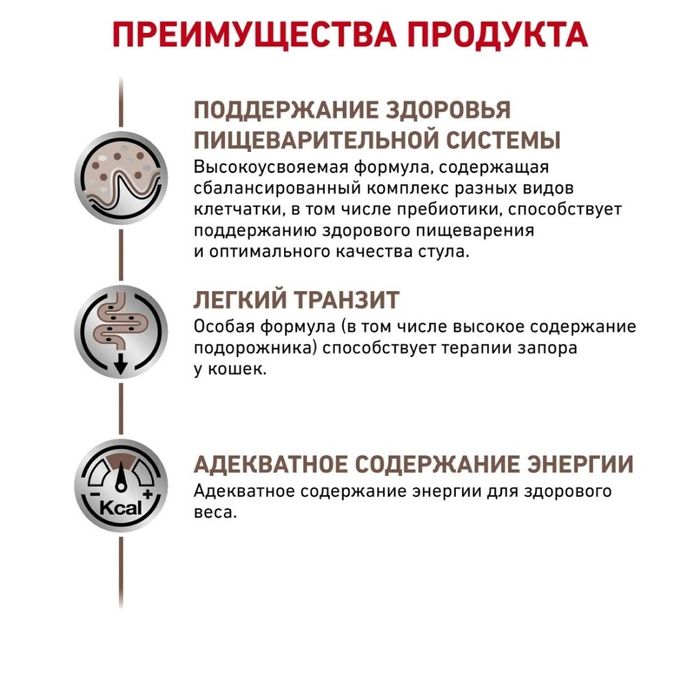 ПРЕИМУЩЕСТВА ПРОДУКТА
ПОДДЕРЖАНИЕ ЗДОРОВЬЯ
ПИЩЕВАРИТЕЛЬНОЙ СИСТЕМЫ
Высокоусвояемая формула, содержащая
сбалансированный комплекс разных видов
клетчатки, в том числе пребиотики, способствует
поддержанию здорового пищеварения
и оптимального качества стула.
ЛЕГКИЙ ТРАНЗИТ
Особая формула (в том числе высокое содержание
подорожника) способствует терапии запора
у кошек.
АДЕКВАТНОЕ СОДЕРЖАНИЕ ЭНЕРГИИ
Адекватное содержание энергии для здорового
веса.
- +
Kcal